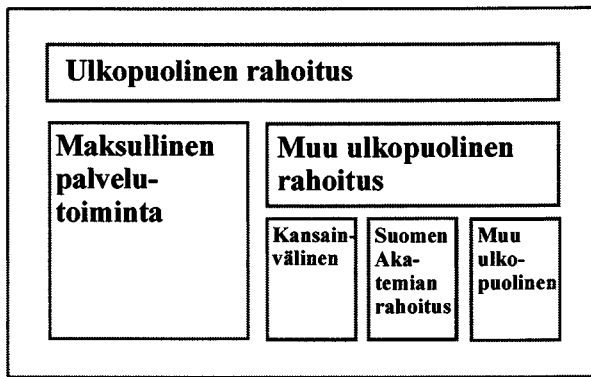 Ulkopuolinen rahoitus
Maksullinen
palvelu-
toiminta
Muu ulkopuolinen
rahoitus
Kansain-
välinen
Suomen
Aka-
temian
rahoitus
Muu
ulko-
puolinen